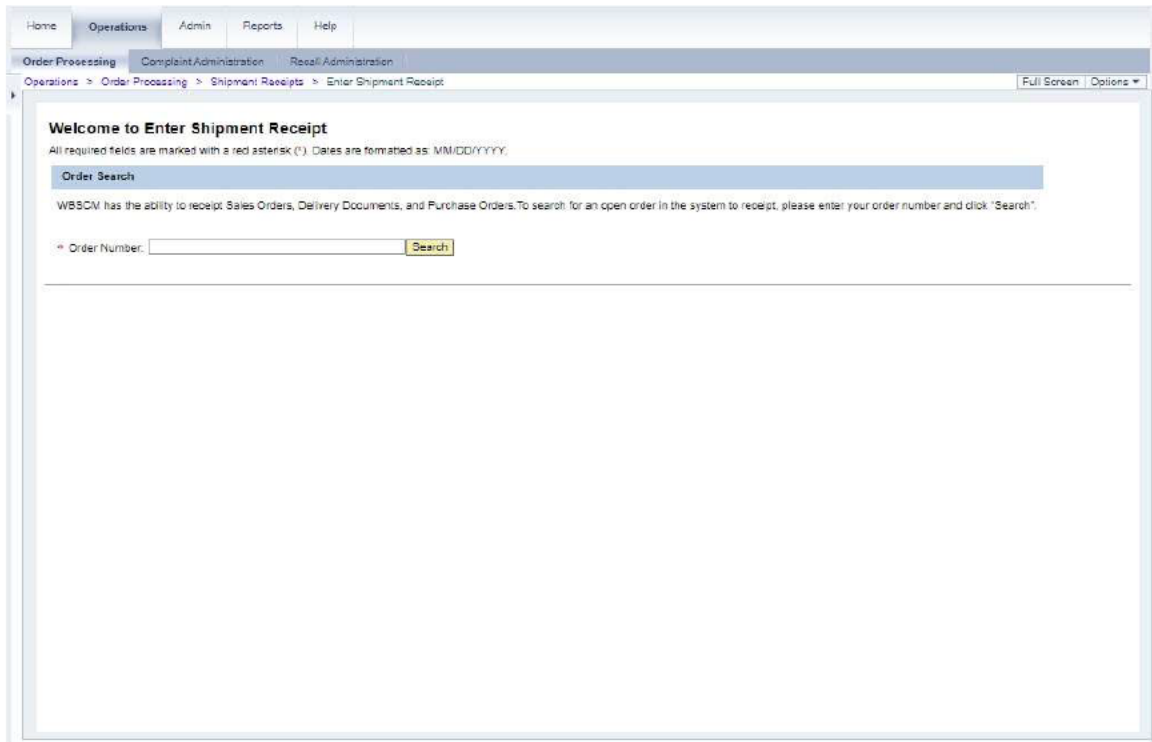 Home Operations Admin Reports Help
Order Processing Complaint Administration Recall Administration
Operations > Order Processing > Shipment Receipts > Enter Shipment Receipt Full Screen Options
Welcome to Enter Shipment Receipt
All required fields are marked with a red asterisk (*). Dates are formatted as: MM/DD/YYYY.
Order Search
WBSCM has the ability to receipt Sales Orders, Delivery Documents, and Purchase Orders.To search for an open order in the system to receipt, please enter your order number and click "Search".
* Order Number: Search